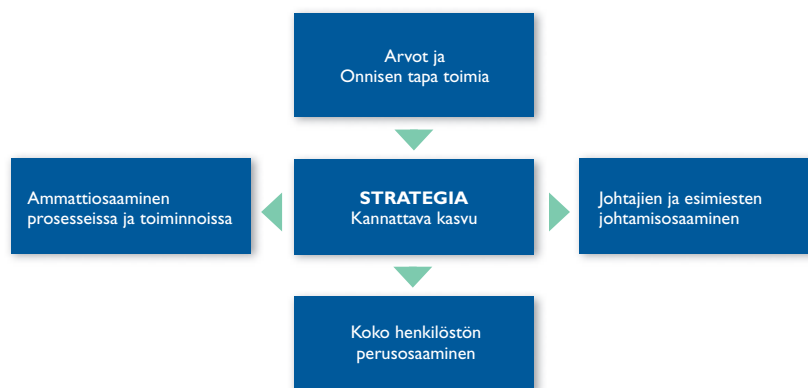 Arvot ja
Onnisen tapa toimia
Ammattiosaaminen
prosesseissa ja toiminnoissa
STRATEGIA
Kannattava kasvu
Johtajien ja esimiesten
johtamisosaaminen
Koko henkilöstön
perusosaaminen